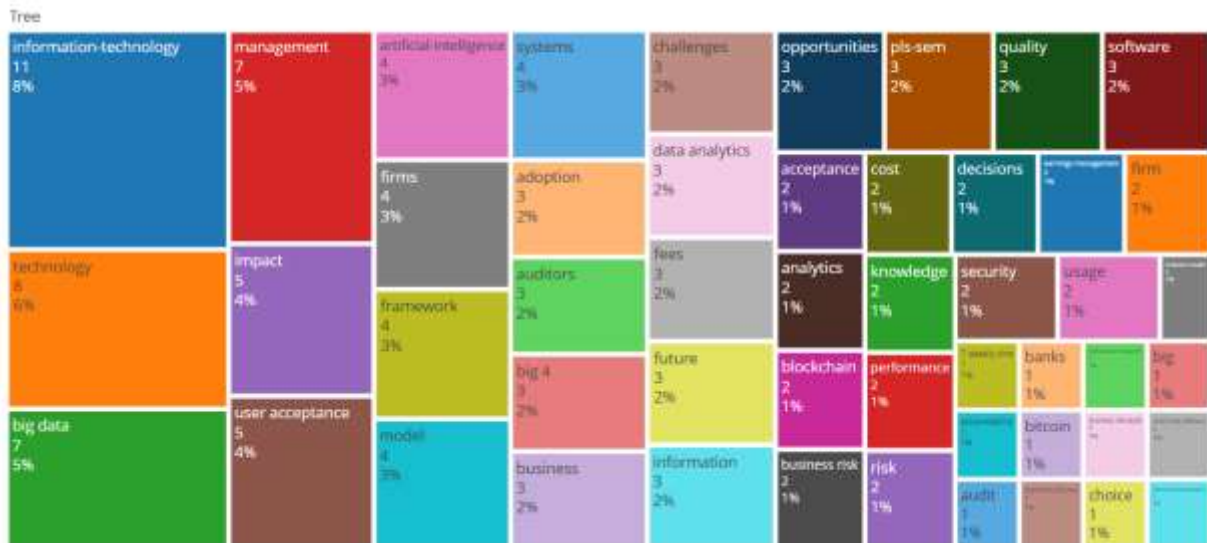 Tree
information-technology
11
8%
technology
8
6%
big data
7
5%
management
7
5%
impact
5
4%
user acceptance
5
4%
artificial-intelligence
4
3%
firms
4
3%
framework
4
3%
model
4
3%
systems
4
3%
adoption
3
2%
auditors
3
2%
big 4
3
2%
business
3
2%
challenges
3
2%
data analytics
3
2%
fees
3
2%
future
3
2%
information
3
2%
opportunities
3
2%
pls-sem
3
2%
quality
3
2%
software
3
2%
acceptance
2
1%
cost
2
1%
decisions
2
1%
earnings management
2
1%
firm
2
1%
analytics
2
1%
knowledge
2
1%
security
2
1%
usage
2
1%
blockchain
2
1%
performance
2
1%
business risk
2
1%
risk
2
1%
banks
1
1%
big
1
1%
bitcoin
1
1%
audit
1
1%
choice
1
1%